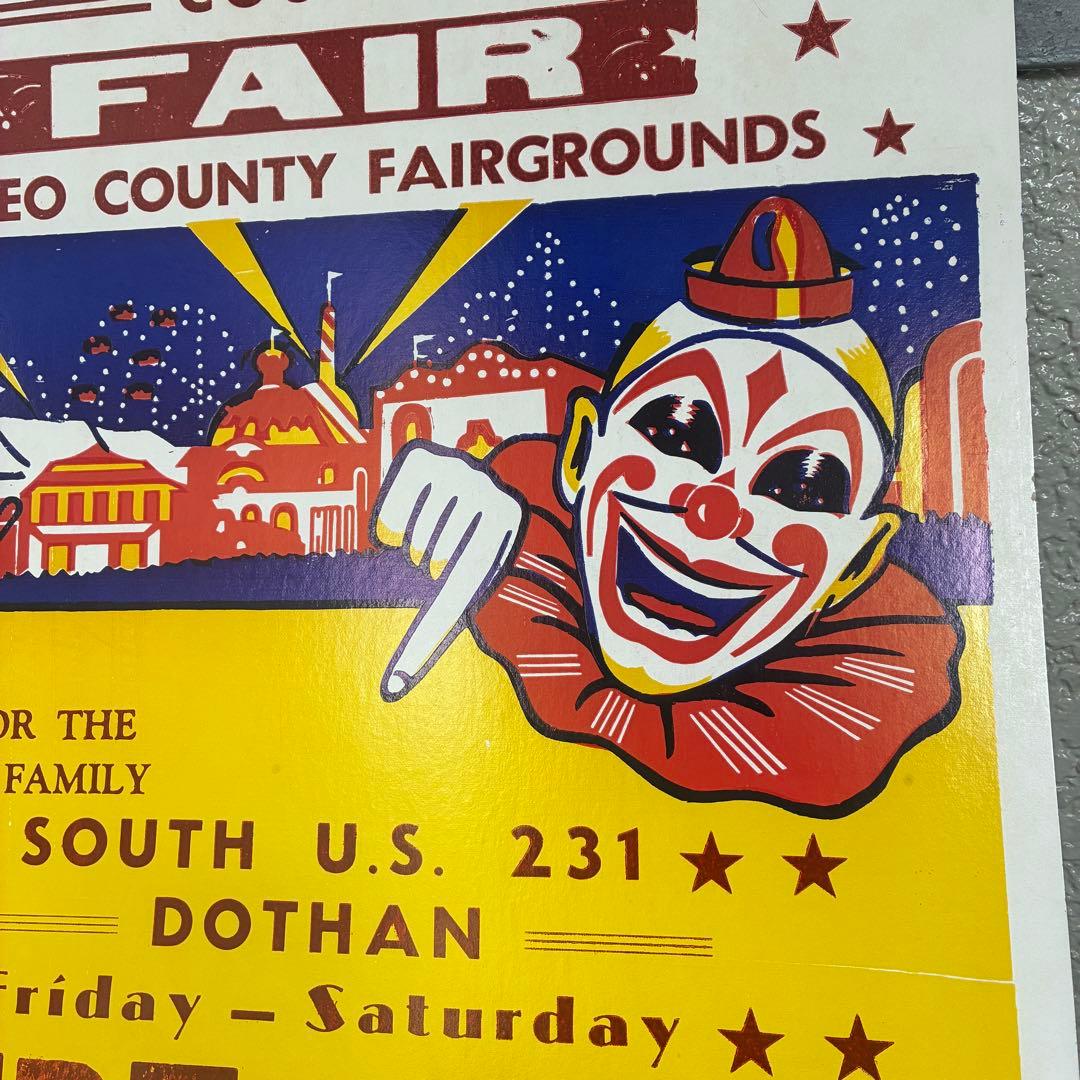 FAIR
EO COUNTY FAIRGROUNDS
OR THE
FAMILY
SOUTH U.S. 231
DOTHAN
Friday – Saturday